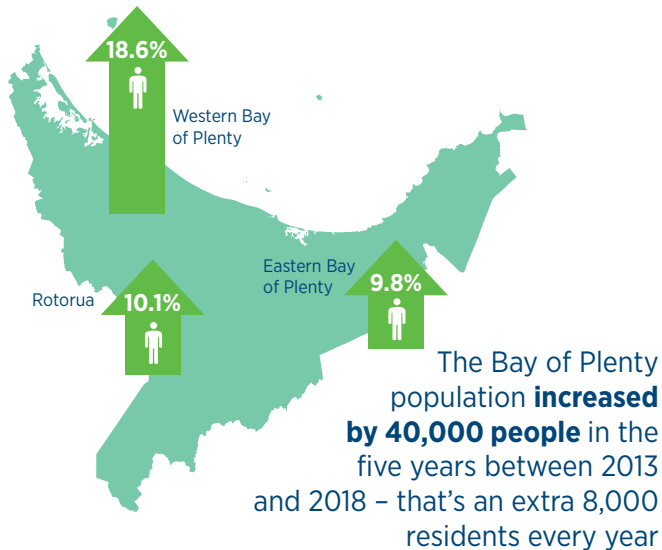 18.6%
Western Bay
of Plenty
Eastern Bay
of Plenty
9.8%
Rotorua
10.1%
The Bay of Plenty
population increased
by 40,000 people in the
five years between 2013
and 2018 – that's an extra 8,000
residents every year